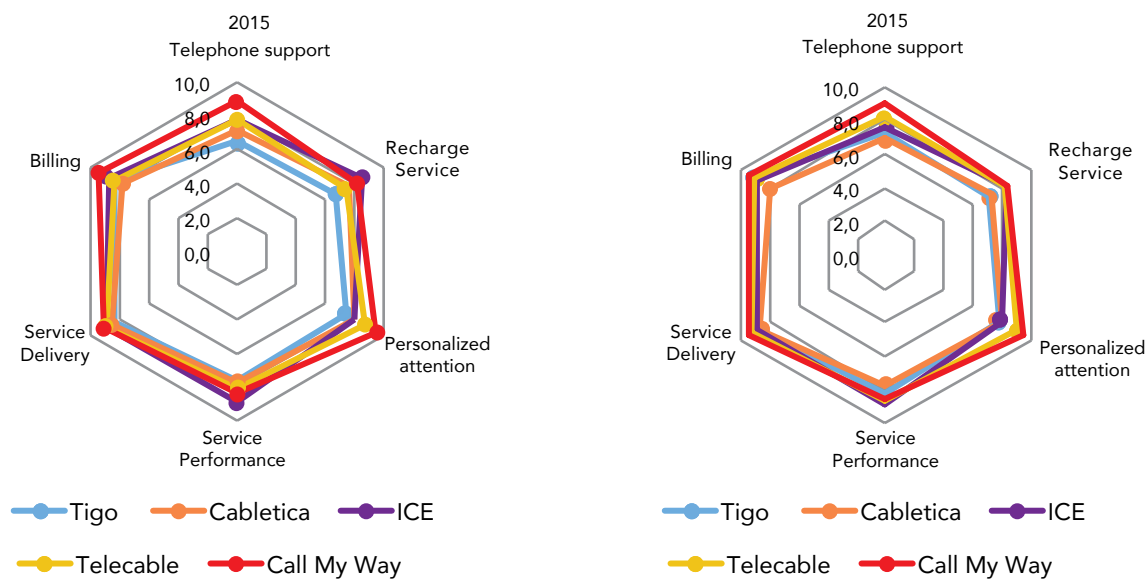 2015
Telephone support
10,0
8,0
6,0
4,0
2,0
0,0
Recharge
Service
Personalized
attention
Service
Performance
Service
Delivery
Billing
Tigo
Cabletica
ICE
Telecable
Call My Way
2015
Telephone support
10,0
8,0
6,0
4,0
2,0
0,0
Recharge
Service
Personalized
attention
Service
Performance
Service
Delivery
Billing
Tigo
Cabletica
ICE
Telecable
Call My Way